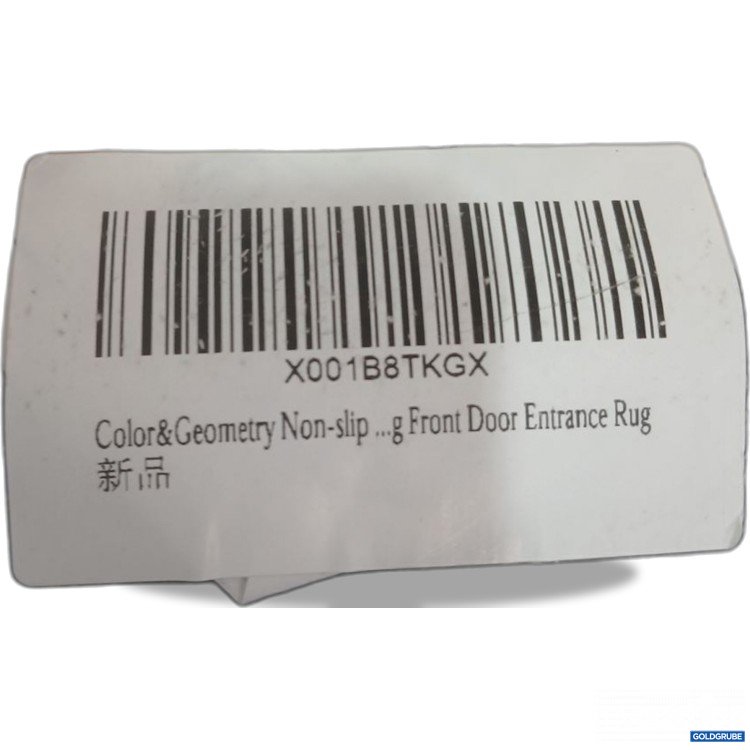 X001B8TKGX
Color&Geometry Non-slip ...g Front Door Entrance Rug
新品
GOLDGRUBE